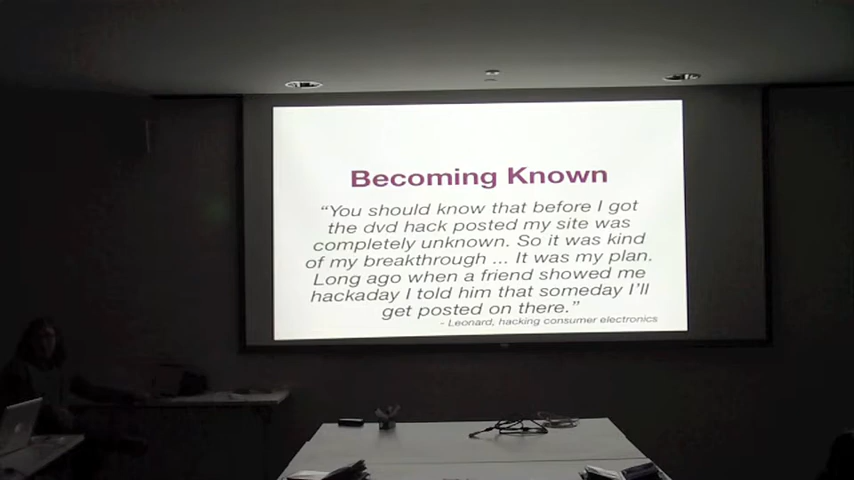 Becoming Known
“You should know that before I got
the dvd hack posted my site was
completely unknown. So it was kind
of my breakthrough ... It was my plan.
Long ago when a friend showed me
hackaday I told him that someday I’ll
get posted on there.”
- Leonard, hacking consumer electronics